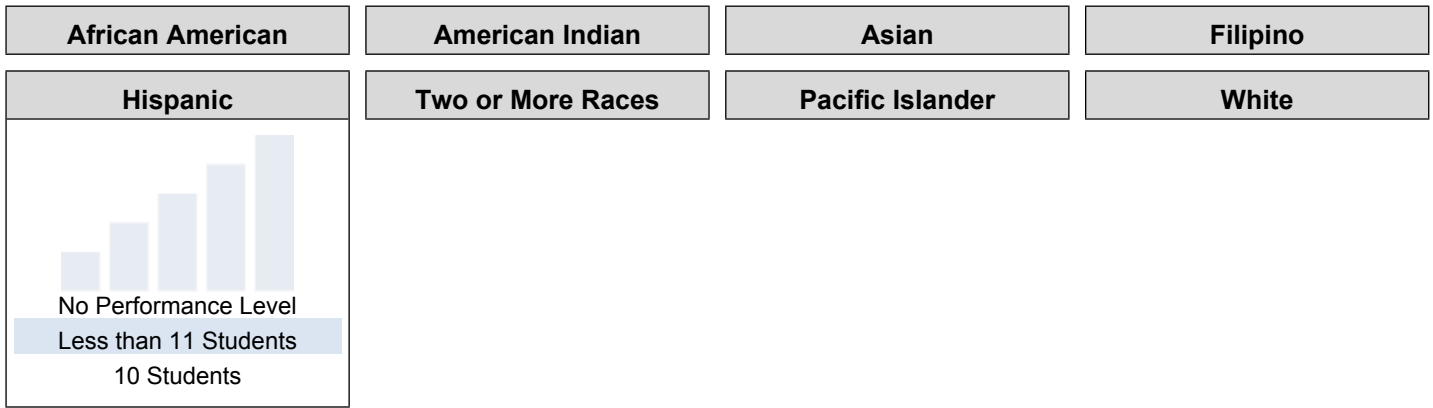 African American
American Indian
Asian
Filipino
Hispanic
Two or More Races
Pacific Islander
White
No Performance Level
Less than 11 Students
10 Students